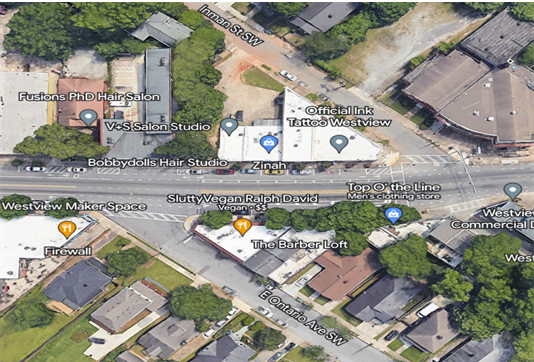 Inman St SW
Fusions PhD Hair Salon
V+S Salon Studio
Official Ink
Tattoo Westview
Bobbydolls Hair Studio
Zinah
SluttyVegan Ralph David
Vegan · $$
Top O' the Line
Men's clothing store
Westview Maker Space
Firewall
The Barber Loft
Westview
Commercial D
West
E Ontario Ave SW